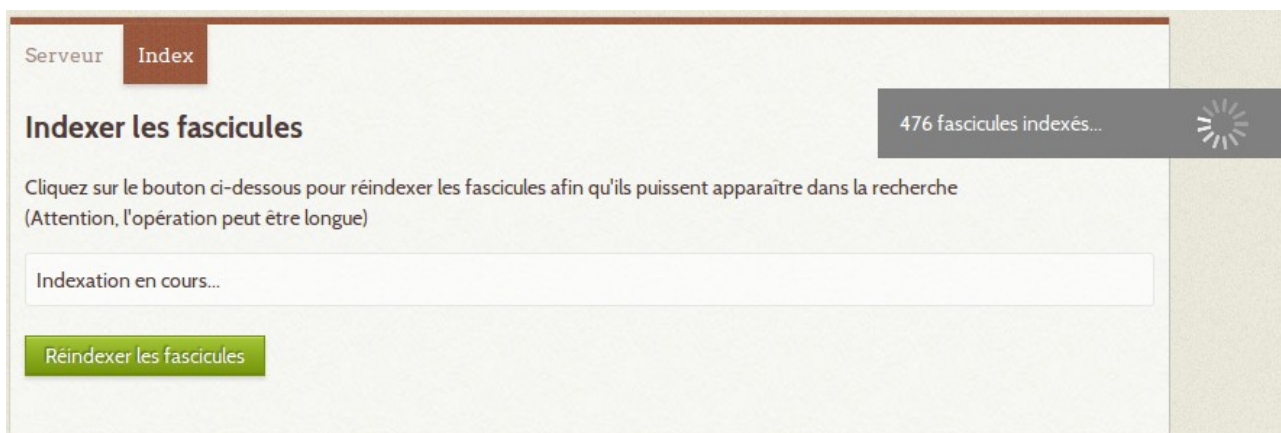 Serveur Index
Indexer les fascicules
476 fascicules indexés...
Cliquez sur le bouton ci-dessous pour réindexer les fascicules afin qu'ils puissent apparaître dans la recherche
(Attention, l'opération peut être longue)
Indexation en cours...
Réindexer les fascicules